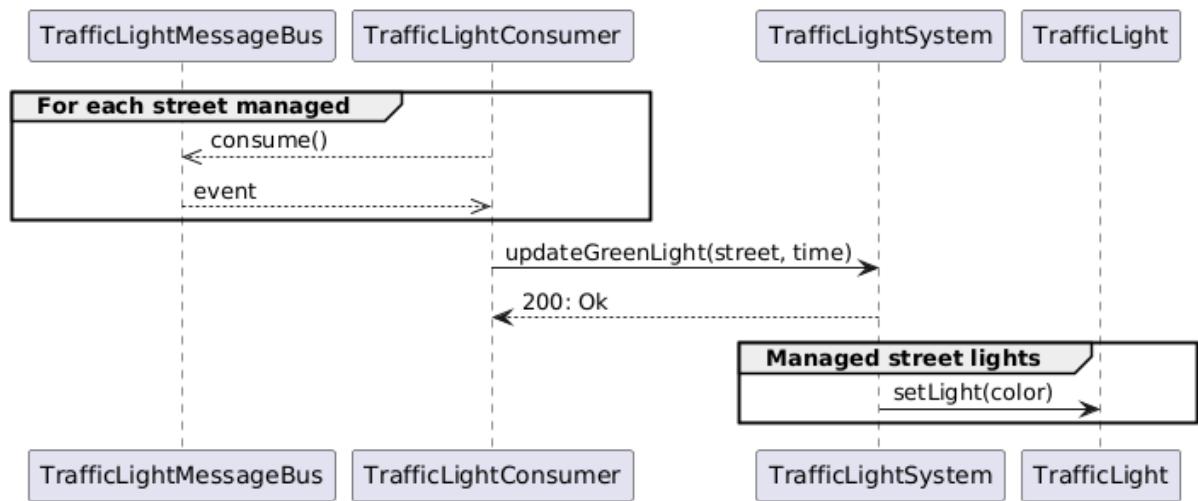 TrafficLightMessageBus TrafficLightConsumer TrafficLightSystem TrafficLight
For each street managed
consume()
event
updateGreenLight(street, time)
200: Ok
Managed street lights
setLight(color)
TrafficLightMessageBus TrafficLightConsumer TrafficLightSystem TrafficLight